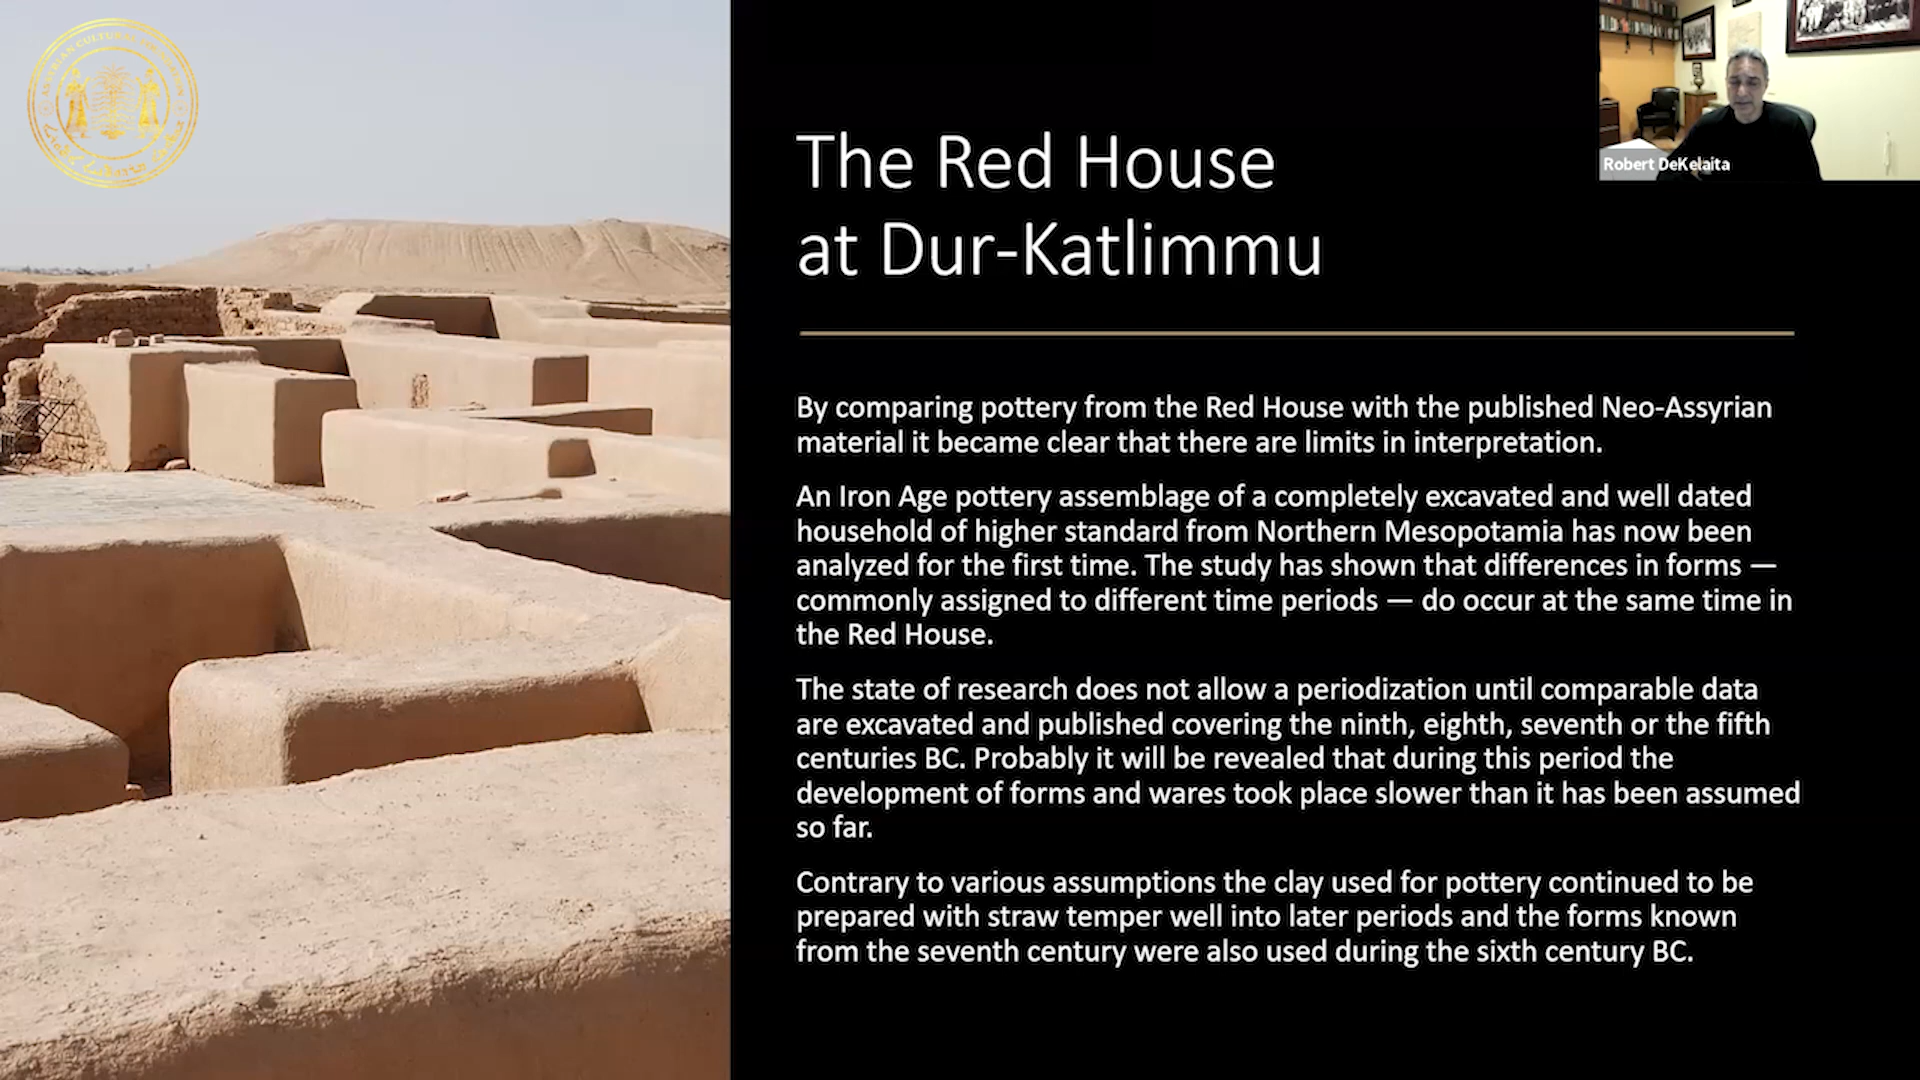 ASSYRIAN CULTURAL FOUNDATION
The Red House
at Dur-Katlimmu
Robert DeKelaita
By comparing pottery from the Red House with the published Neo-Assyrian
material it became clear that there are limits in interpretation.
An Iron Age pottery assemblage of a completely excavated and well dated
household of higher standard from Northern Mesopotamia has now been
analyzed for the first time. The study has shown that differences in forms —
commonly assigned to different time periods — do occur at the same time in
the Red House.
The state of research does not allow a periodization until comparable data
are excavated and published covering the ninth, eighth, seventh or the fifth
centuries BC. Probably it will be revealed that during this period the
development of forms and wares took place slower than it has been assumed
so far.
Contrary to various assumptions the clay used for pottery continued to be
prepared with straw temper well into later periods and the forms known
from the seventh century were also used during the sixth century BC.